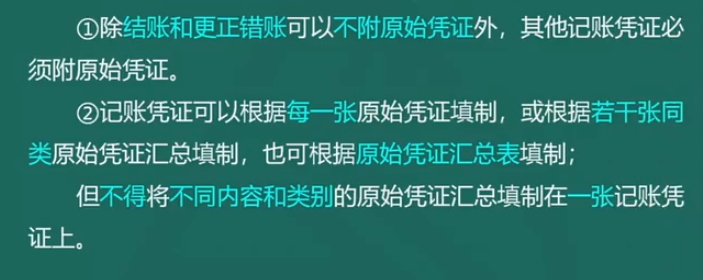 ①除结账和更正错账可以不附原始凭证外，其他记账凭证必
须附原始凭证。
②记账凭证可以根据每一张原始凭证填制，或根据若干张同
类原始凭证汇总填制，也可根据原始凭证汇总表填制；
但不得将不同内容和类别的原始凭证汇总填制在一张记账凭
证上。